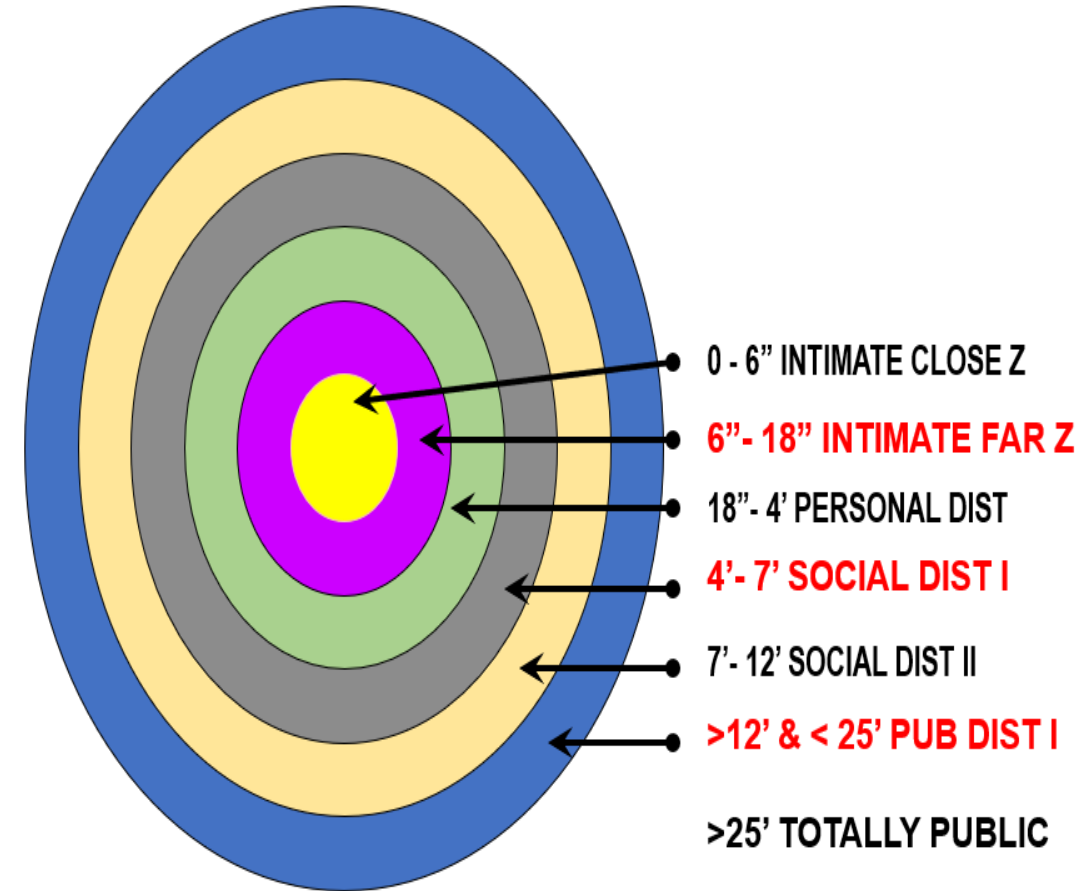 0 - 6” INTIMATE CLOSE Z
6”- 18” INTIMATE FAR Z
18”- 4’ PERSONAL DIST
4’- 7’ SOCIAL DIST I
7’- 12’ SOCIAL DIST II
>12’ & < 25’ PUB DIST I
>25’ TOTALLY PUBLIC